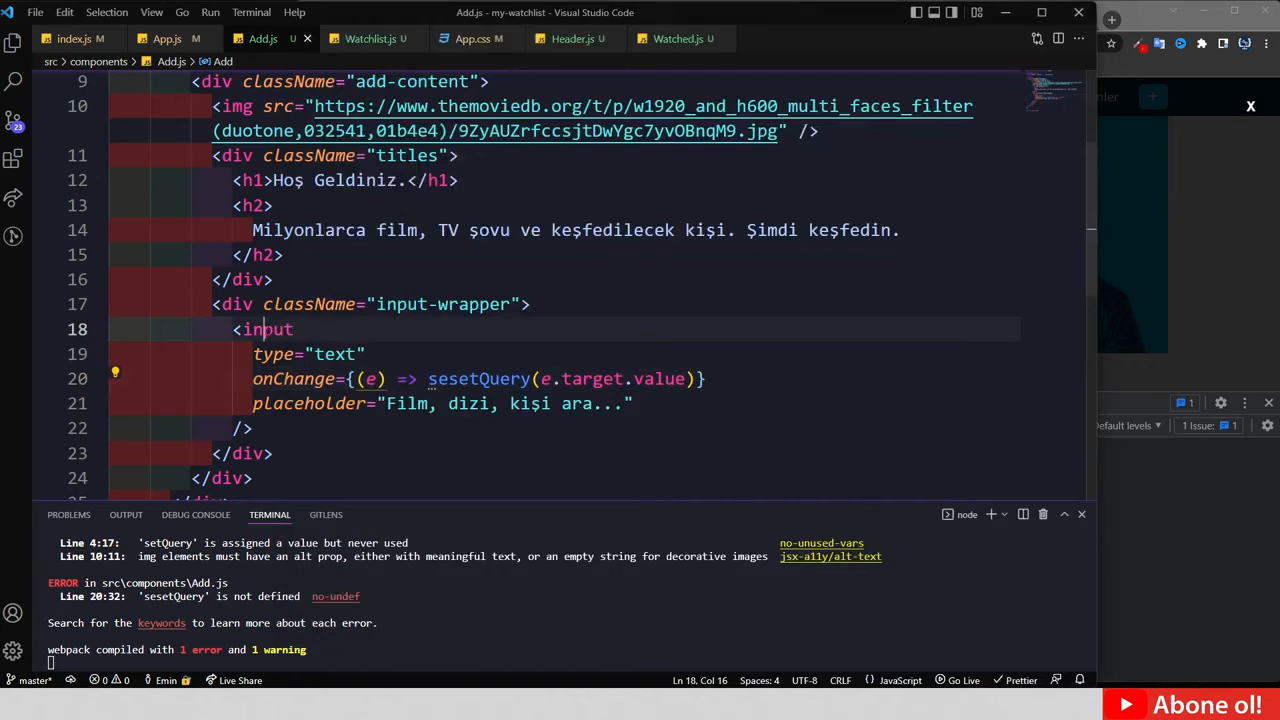 File Edit Selection View Go Run Terminal Help
Add.js - my-watchlist - Visual Studio Code
index.js M App.js M Add.js U Watchlist.js U App.css M Header.js U Watched.js U
src > components > Add.js > Add
9 <div className="add-content">
10 <img src="https://www.themoviedb.org/t/p/w1920_and_h600_multi_faces_filter
(duotone,032541,01b4e4)/9ZyAUZrfccsjtDwYgc7yvOBnqM9.jpg" />
11 <div className="titles">
12 <h1>Hoş Geldiniz.</h1>
13 <h2>
14 Milyonlarca film, TV şovu ve keşfedilecek kişi. Şimdi keşfedin.
15 </h2>
16 </div>
17 <div className="input-wrapper">
18 <input
19 type="text"
20 onChange={(e) => sesetQuery(e.target.value)}
21 placeholder="Film, dizi, kişi ara..."
22 />
23 </div>
24 </div>
23
mler
X
1
Default levels 1 Issue: 1
PROBLEMS OUTPUT DEBUG CONSOLE TERMINAL GITLENS
node
Line 4:17: 'setQuery' is assigned a value but never used no-unused-vars
Line 10:11: img elements must have an alt prop, either with meaningful text, or an empty string for decorative images jsx-a11y/alt-text
ERROR in src\components\Add.js
Line 20:32: 'sesetQuery' is not defined no-undef
Search for the keywords to learn more about each error.
webpack compiled with 1 error and 1 warning
master* 0 0 Emin Live Share Ln 18, Col 16 Spaces: 4 UTF-8 CRLF JavaScript Go Live Prettier
Abone ol!